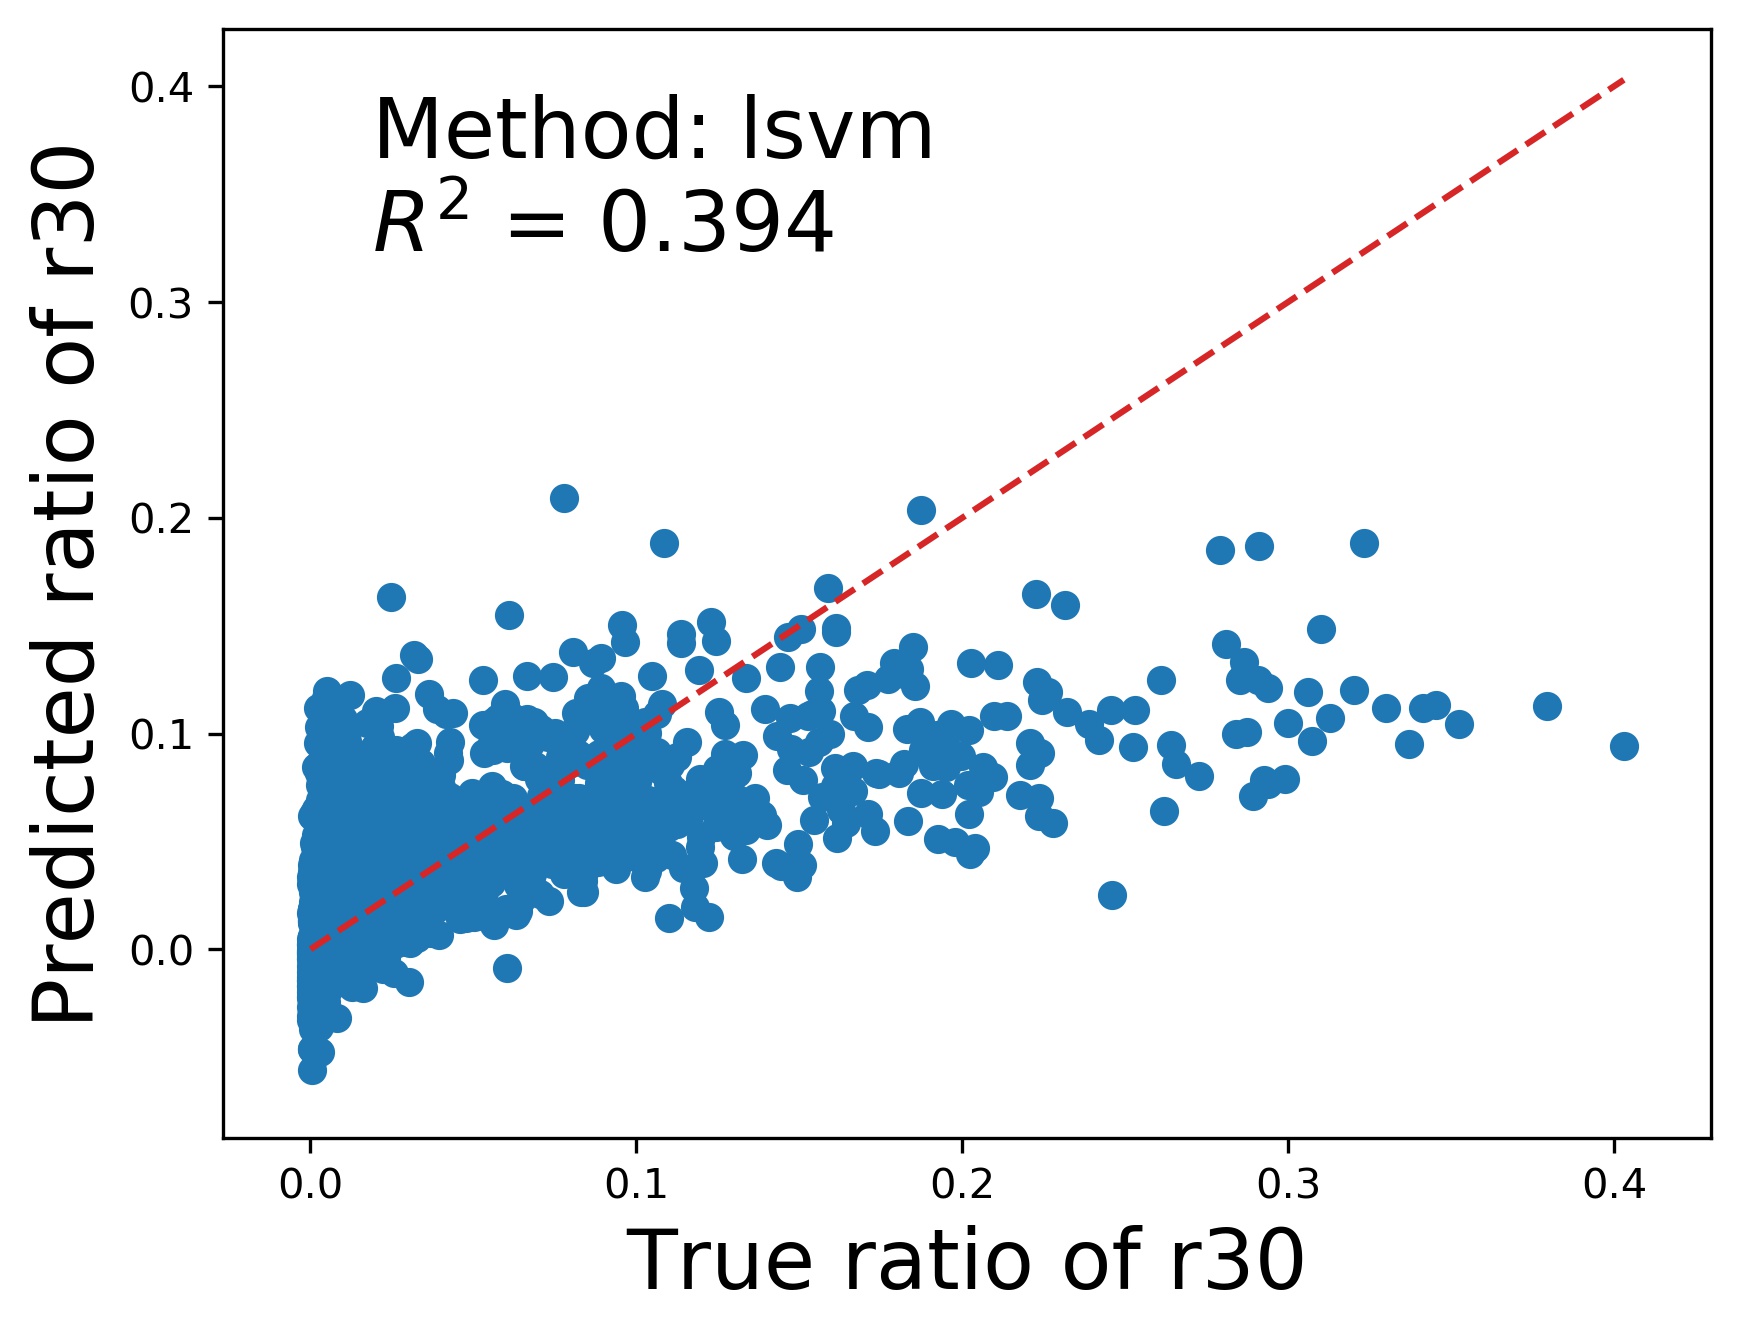 Method: lsvm
R² = 0.394
Predicted ratio of r30
0.4
0.3
0.2
0.1
0.0
0.0 0.1 0.2 0.3 0.4
True ratio of r30